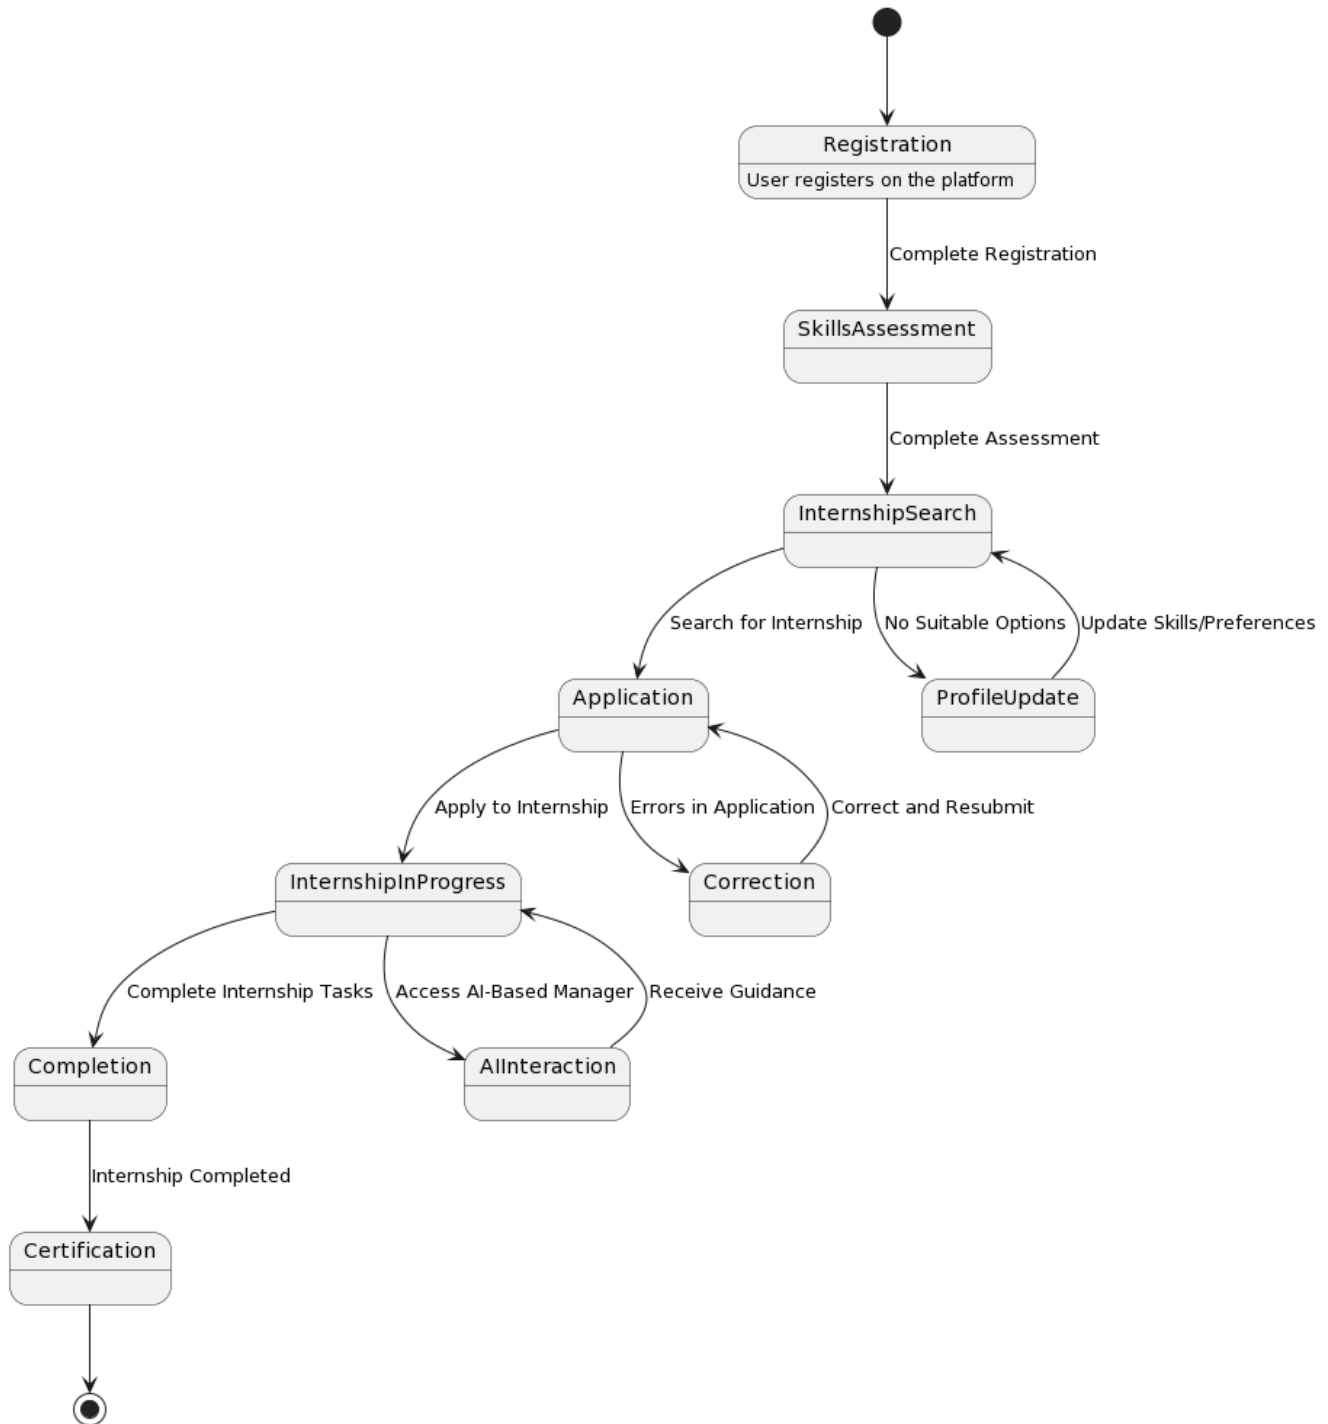 Registration
User registers on the platform
Complete Registration
SkillsAssessment
Complete Assessment
InternshipSearch
Search for Internship
No Suitable Options
Update Skills/Preferences
Application
ProfileUpdate
Apply to Internship
Errors in Application
Correct and Resubmit
InternshipInProgress
Correction
Complete Internship Tasks
Access AI-Based Manager
Receive Guidance
Completion
AIInteraction
Internship Completed
Certification